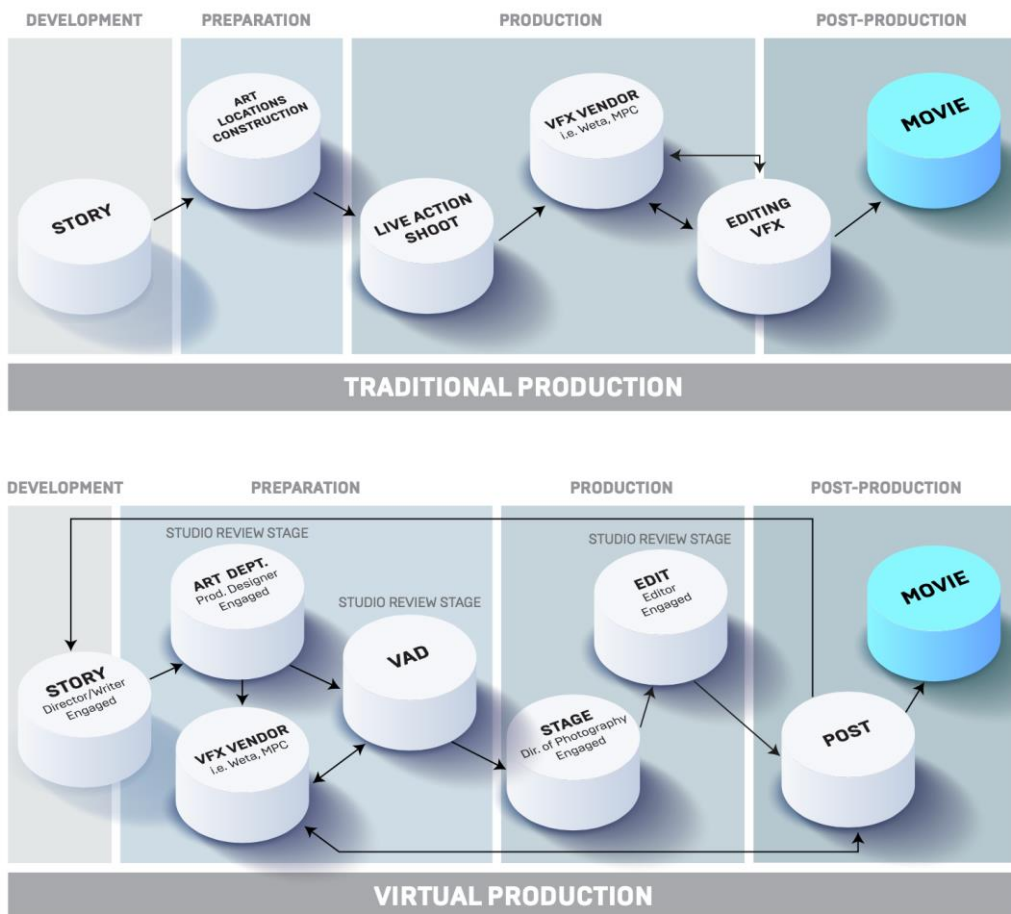 DEVELOPMENT
PREPARATION
PRODUCTION
POST-PRODUCTION
STORY
ART
LOCATIONS
CONSTRUCTION
LIVE ACTION
SHOOT
VFX VENDOR
i.e. Weta, MPC
EDITING
VFX
MOVIE
TRADITIONAL PRODUCTION
DEVELOPMENT
PREPARATION
PRODUCTION
POST-PRODUCTION
STORY
Director/Writer
Engaged
STUDIO REVIEW STAGE
ART DEPT.
Prod. Designer
Engaged
VFX VENDOR
i.e. Weta, MPC
STUDIO REVIEW STAGE
VAD
STAGE
Dir. of Photography
Engaged
STUDIO REVIEW STAGE
EDIT
Editor
Engaged
POST
MOVIE
VIRTUAL PRODUCTION